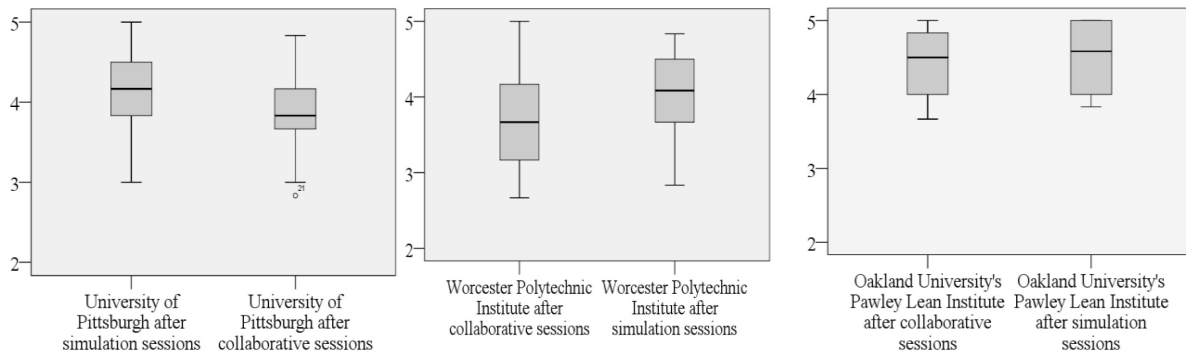 5
4
3
2
21
University of
Pittsburgh after
simulation sessions
University of
Pittsburgh after
collaborative sessions
5
4
3
2
Worcester Polytechnic
Institute after
collaborative sessions
Worcester Polytechnic
Institute after
simulation sessions
5
4
3
2
Oakland University's
Pawley Lean Institute
after collaborative
sessions
Oakland University's
Pawley Lean Institute
after simulation
sessions